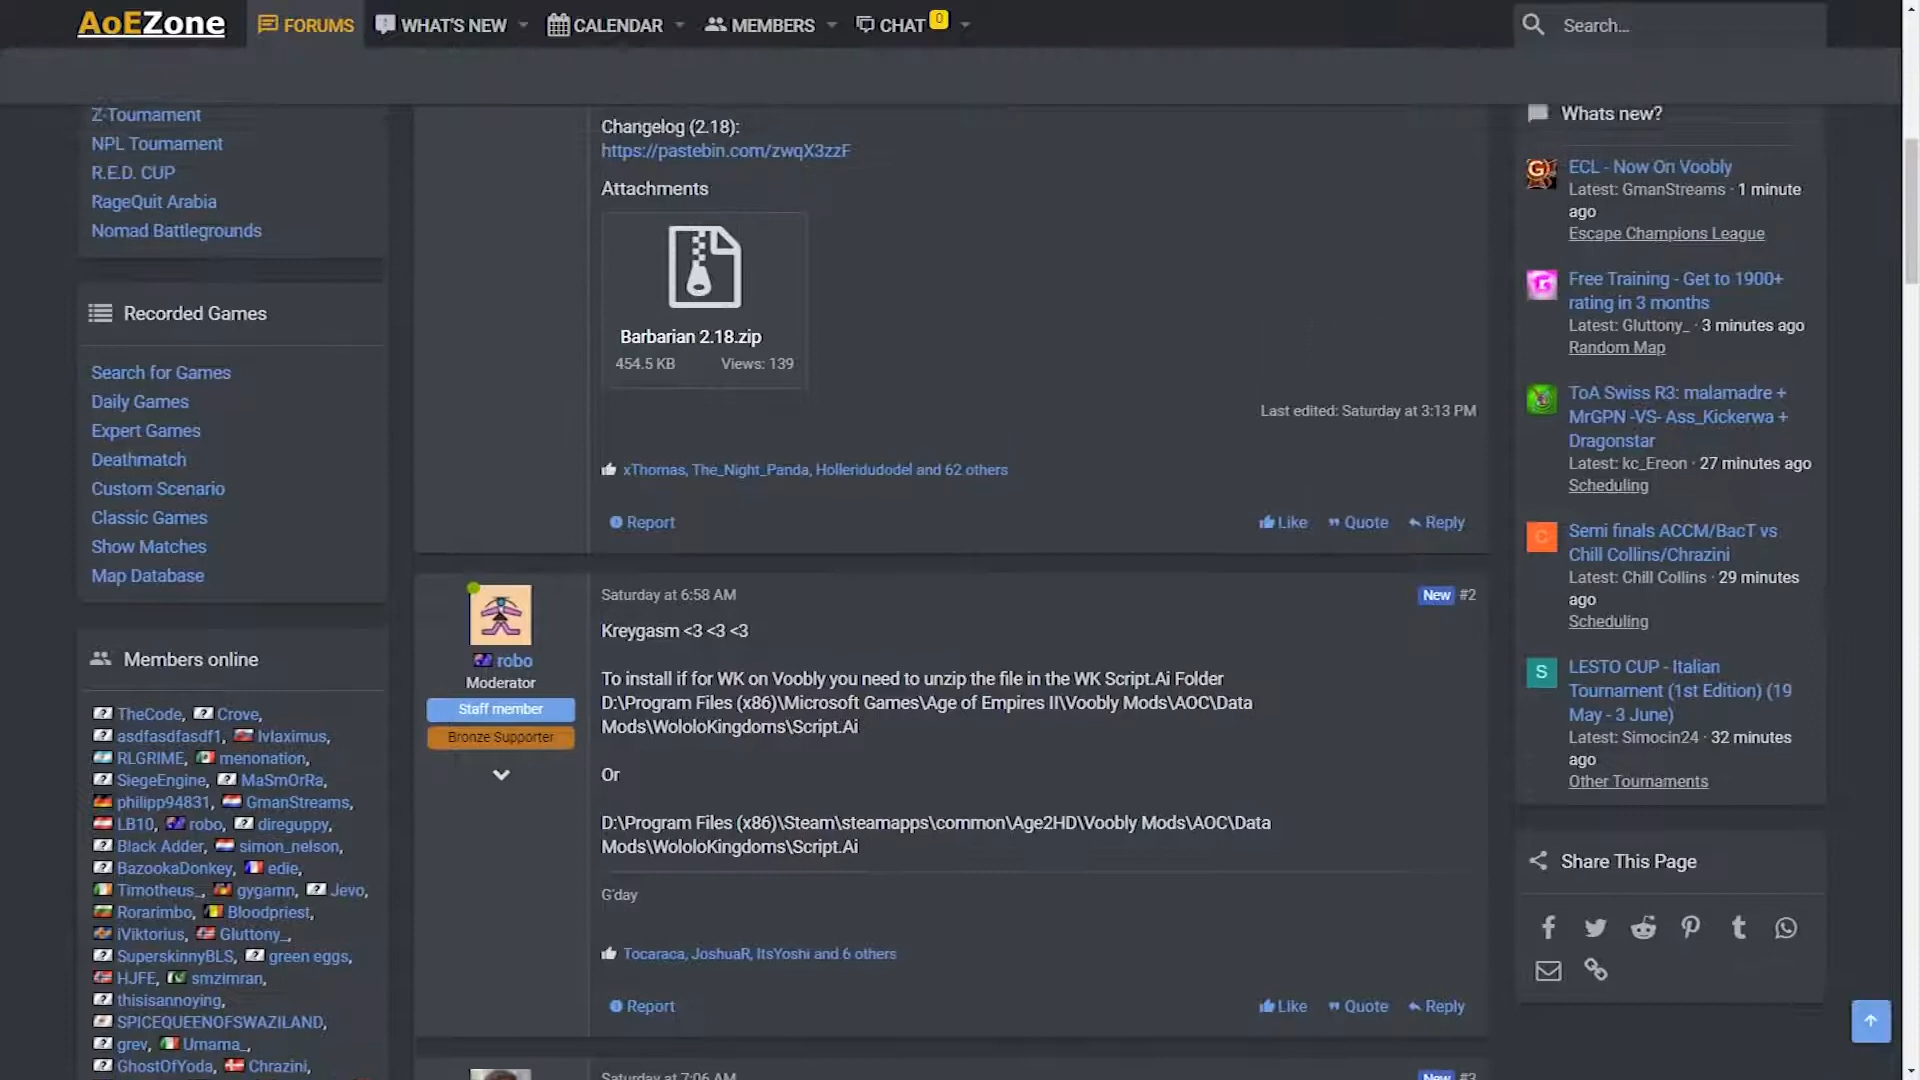 AoEZone
FORUMS
WHAT'S NEW
CALENDAR
MEMBERS
CHAT 0
Search...
Z-Tournament
NPL Tournament
R.E.D. CUP
RageQuit Arabia
Nomad Battlegrounds
Recorded Games
Search for Games
Daily Games
Expert Games
Deathmatch
Custom Scenario
Classic Games
Show Matches
Map Database
Members online
TheCode, Crove,
asdfasdfasdf1, lvlaximus,
RLGRIME, menonation,
SiegeEngine, MaSmOrRa,
philipp94831, GmanStreams,
LB10, robo, direguppy,
Black Adder, simon_nelson,
BazookaDonkey, edie,
Timotheus_, gygamn, Jevo,
Rorarimbo, Bloodpriest,
iViktorius, Gluttony_,
SuperskinnyBLS, green eggs,
HJFE, smzimran,
thisisannoying,
SPICEQUEENOFSWAZILAND,
grev, Umama_,
GhostOfYoda, Chrazini,
Changelog (2.18):
https://pastebin.com/zwqX3zzF
Attachments
Barbarian 2.18.zip
454.5 KB Views: 139
Last edited: Saturday at 3:13 PM
xThomas, The_Night_Panda, Holleridudodel and 62 others
Report
Like Quote Reply
robo
Moderator
Staff member
Bronze Supporter
Saturday at 6:58 AM
New #2
Kreygasm <3 <3 <3
To install if for WK on Voobly you need to unzip the file in the WK Script.Ai Folder
D:\Program Files (x86)\Microsoft Games\Age of Empires II\Voobly Mods\AOC\Data
Mods\WololoKingdoms\Script.Ai
Or
D:\Program Files (x86)\Steam\steamapps\common\Age2HD\Voobly Mods\AOC\Data
Mods\WololoKingdoms\Script.Ai
G'day
Tocaraca, JoshuaR, ItsYoshi and 6 others
Report
Like Quote Reply
Saturday at 7:06 AM
New #3
Whats new?
ECL - Now On Voobly
Latest: GmanStreams · 1 minute
ago
Escape Champions League
Free Training - Get to 1900+
rating in 3 months
Latest: Gluttony_ · 3 minutes ago
Random Map
ToA Swiss R3: malamadre +
MrGPN -VS- Ass_Kickerwa +
Dragonstar
Latest: kc_Ereon · 27 minutes ago
Scheduling
C
Semi finals ACCM/BacT vs
Chill Collins/Chrazini
Latest: Chill Collins · 29 minutes
ago
Scheduling
S
LESTO CUP - Italian
Tournament (1st Edition) (19
May - 3 June)
Latest: Simocin24 · 32 minutes
ago
Other Tournaments
Share This Page